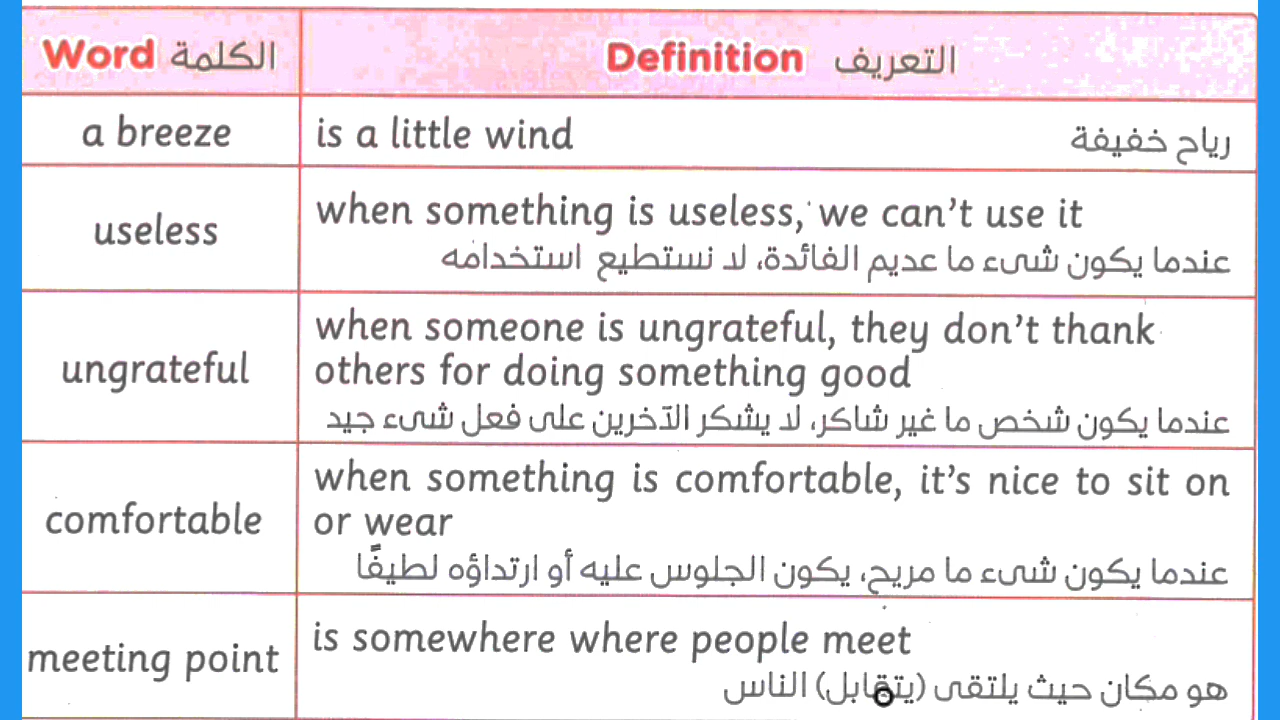 Word الكلمة
Definition التعريف
a breeze
is a little wind رياح خفيفة
useless
when something is useless, we can't use it
عندما يكون شىء ما عديم الفائدة، لا نستطيع استخدامه
ungrateful
when someone is ungrateful, they don't thank
others for doing something good
عندما يكون شخص ما غير شاكر، لا يشكر الآخرين على فعل شىء جيد
comfortable
when something is comfortable, it's nice to sit on
or wear
عندما يكون شىء ما مريح، يكون الجلوس عليه أو ارتداؤه لطيفًا
meeting point
is somewhere where people meet
هو مكان حيث يلتقى (يتقابل) الناس